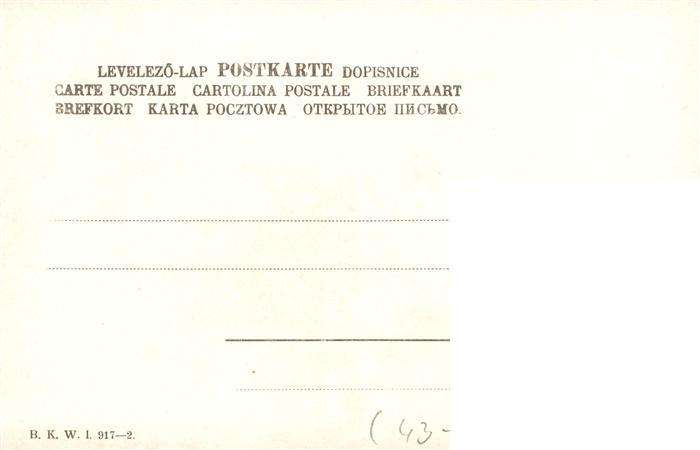 LEVELEZŐ-LAP POSTKARTE DOPISNICE
CARTE POSTALE CARTOLINA POSTALE BRIEFKAART
BREFKORT KARTA POCZTOWA ОТКРЫТОЕ ПИСЬМО.
B. K. W. I. 917—2.
(43-